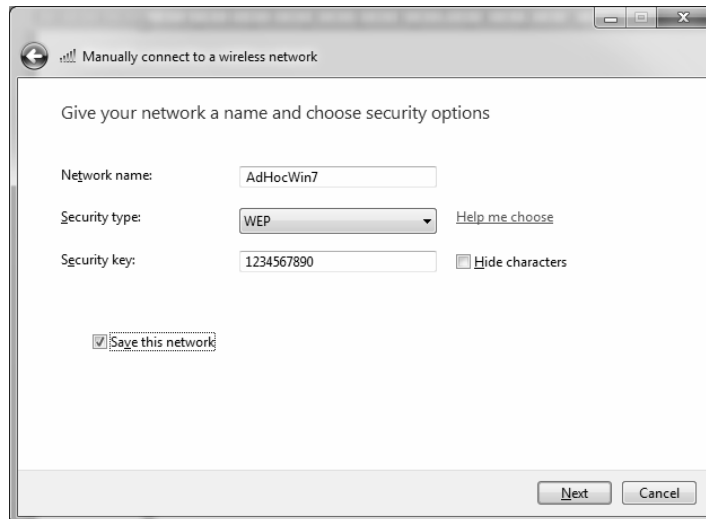 Manually connect to a wireless network
Give your network a name and choose security options
Network name: AdHocWin7
Security type: WEP Help me choose
Security key: 1234567890 Hide characters
Save this network
Next Cancel